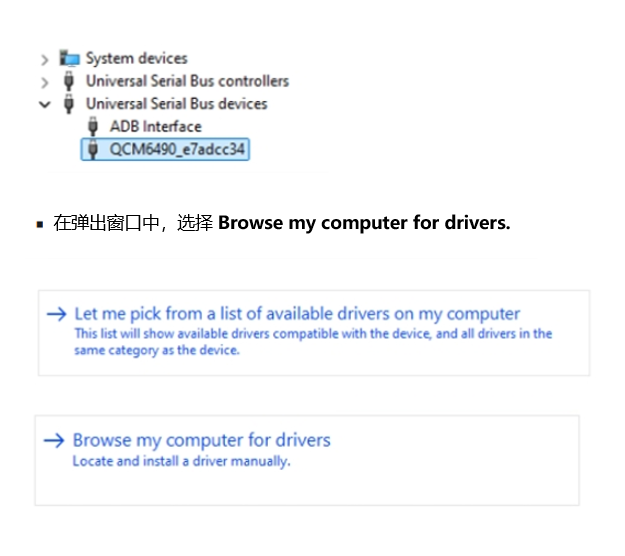 System devices
Universal Serial Bus controllers
Universal Serial Bus devices
ADB Interface
QCM6490_e7adcc34
▪ 在弹出窗口中，选择 Browse my computer for drivers.
Let me pick from a list of available drivers on my computer
This list will show available drivers compatible with the device, and all drivers in the
same category as the device.
Browse my computer for drivers
Locate and install a driver manually.